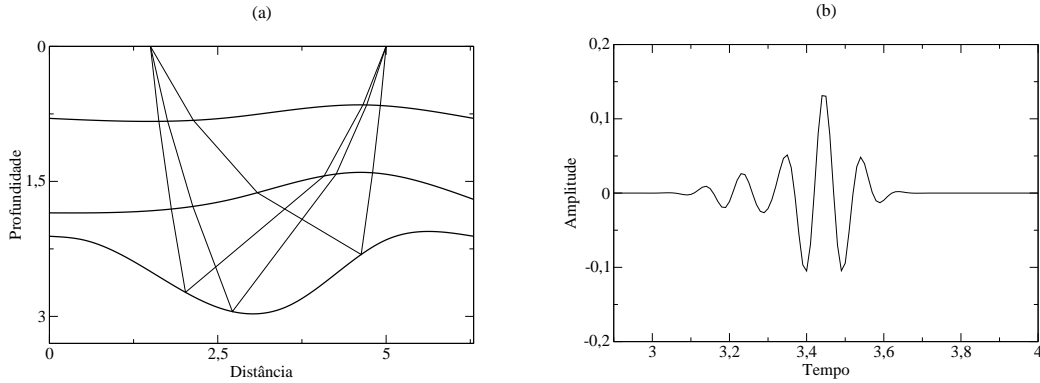 (a)
0
1,5
3
Profundidade
0
2,5
5
Distância
(b)
0,2
0,1
0
-0,1
-0,2
Amplitude
3
3,2
3,4
3,6
3,8
4
Tempo